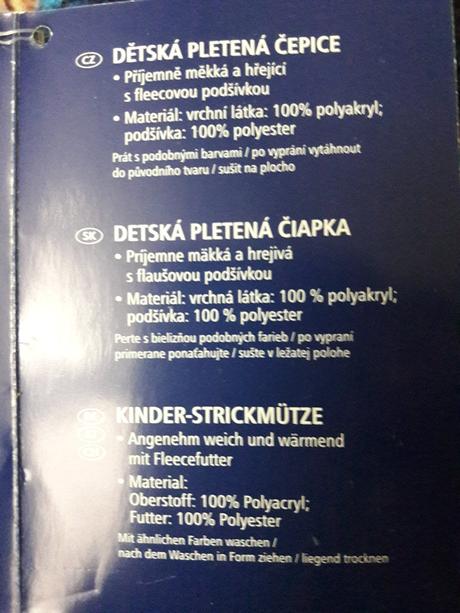 CZ DĚTSKÁ PLETENÁ ČEPICE
• Příjemně měkká a hřející
s fleecovou podšívkou
• Materiál: vrchní látka: 100% polyakryl;
podšívka: 100% polyester
Prát s podobnými barvami / po vyprání vytáhnout
do původního tvaru / sušit na plocho
SK DETSKÁ PLETENÁ ČIAPKA
• Príjemne mäkká a hrejivá
s flaušovou podšívkou
• Materiál: vrchná látka: 100 % polyakryl;
podšívka: 100 % polyester
Perte s bielizňou podobných farieb / po vypraní
primerane ponaťahujte / sušte v ležatej polohe
KINDER-STRICKMÜTZE
• Angenehm weich und wärmend
mit Fleecefutter
• Material:
Oberstoff: 100% Polyacryl;
Futter: 100% Polyester
Mit ähnlichen Farben waschen /
nach dem Waschen in Form ziehen / liegend trocknen